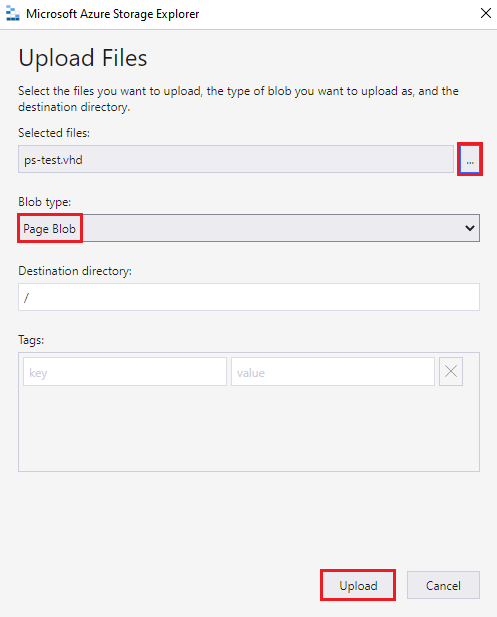 Microsoft Azure Storage Explorer
Upload Files
Select the files you want to upload, the type of blob you want to upload as, and the
destination directory.
Selected files:
ps-test.vhd
...
Blob type:
Page Blob
Destination directory:
/
Tags:
key value
Upload Cancel